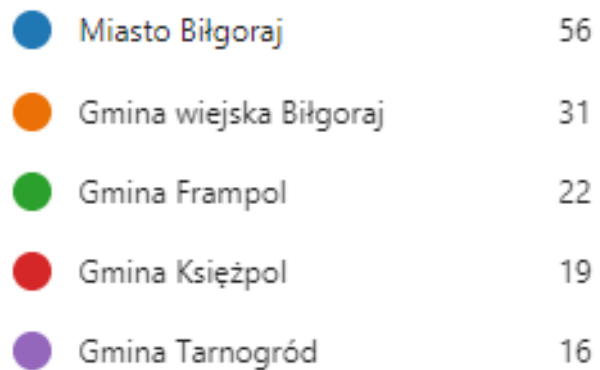 Miasto Biłgoraj 56
Gmina wiejska Biłgoraj 31
Gmina Frampol 22
Gmina Księżpol 19
Gmina Tarnogród 16